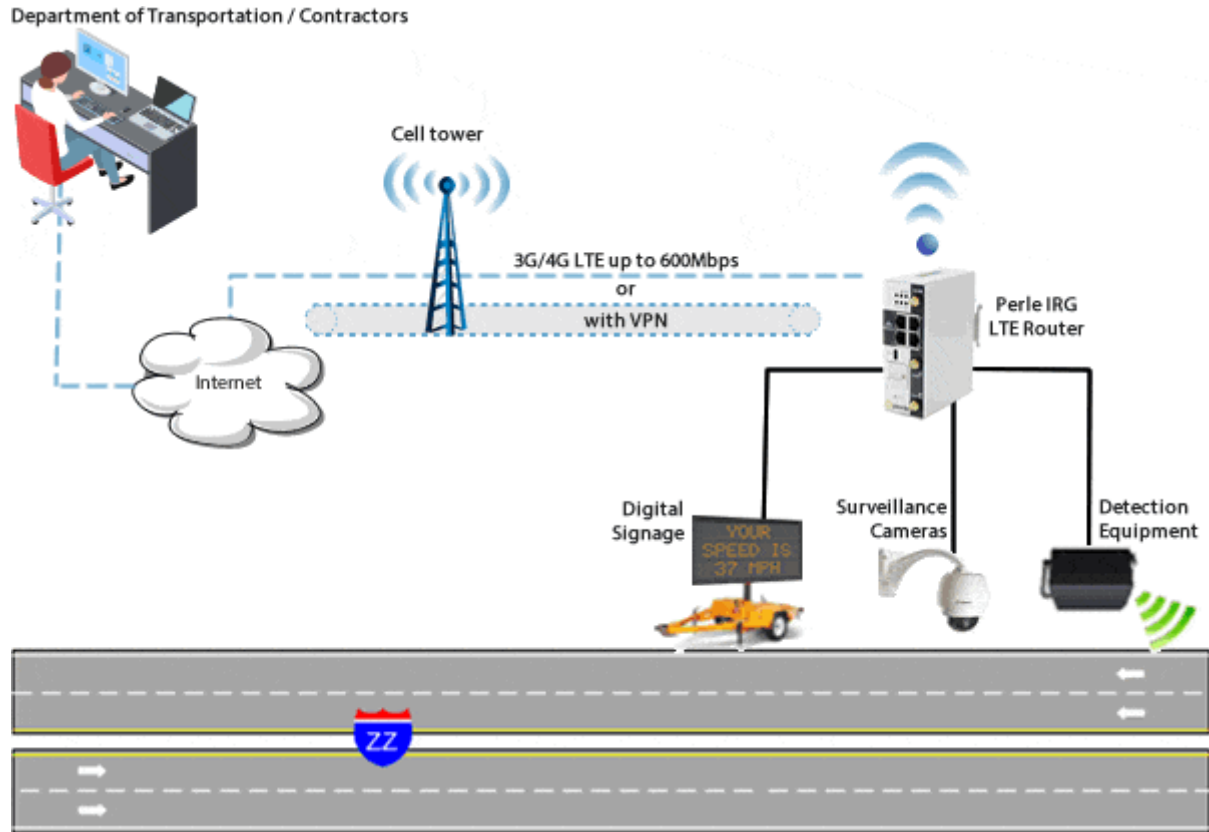 Department of Transportation / Contractors
Cell tower
3G/4G LTE up to 600Mbps
or
with VPN
Perle IRG
LTE Router
Internet
Digital
Signage
YOUR
SPEED IS
37 MPH
Surveillance
Cameras
Detection
Equipment
ZZ